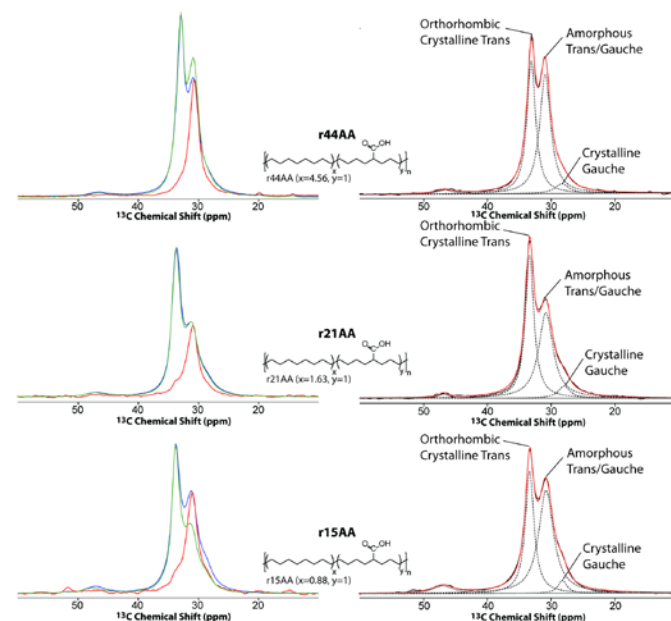 Orthorhombic
Crystalline Trans
Amorphous
Trans/Gauche
Crystalline
Gauche
r44AA
O
OH
x
y
n
r44AA (x=4.56, y=1)
50 40 30 20
13C Chemical Shift (ppm)
40 30 20
13C Chemical Shift (ppm)
Orthorhombic
Crystalline Trans
Amorphous
Trans/Gauche
Crystalline
Gauche
r21AA
O
OH
x
y
n
r21AA (x=1.63, y=1)
50 40 30 20
13C Chemical Shift (ppm)
50 40 30 20
13C Chemical Shift (ppm)
Orthorhombic
Crystalline Trans
Amorphous
Trans/Gauche
Crystalline
Gauche
r15AA
O
OH
x
y
n
r15AA (x=0.88, y=1)
50 40 30 20
13C Chemical Shift (ppm)
50 40 30 20
13C Chemical Shift (ppm)